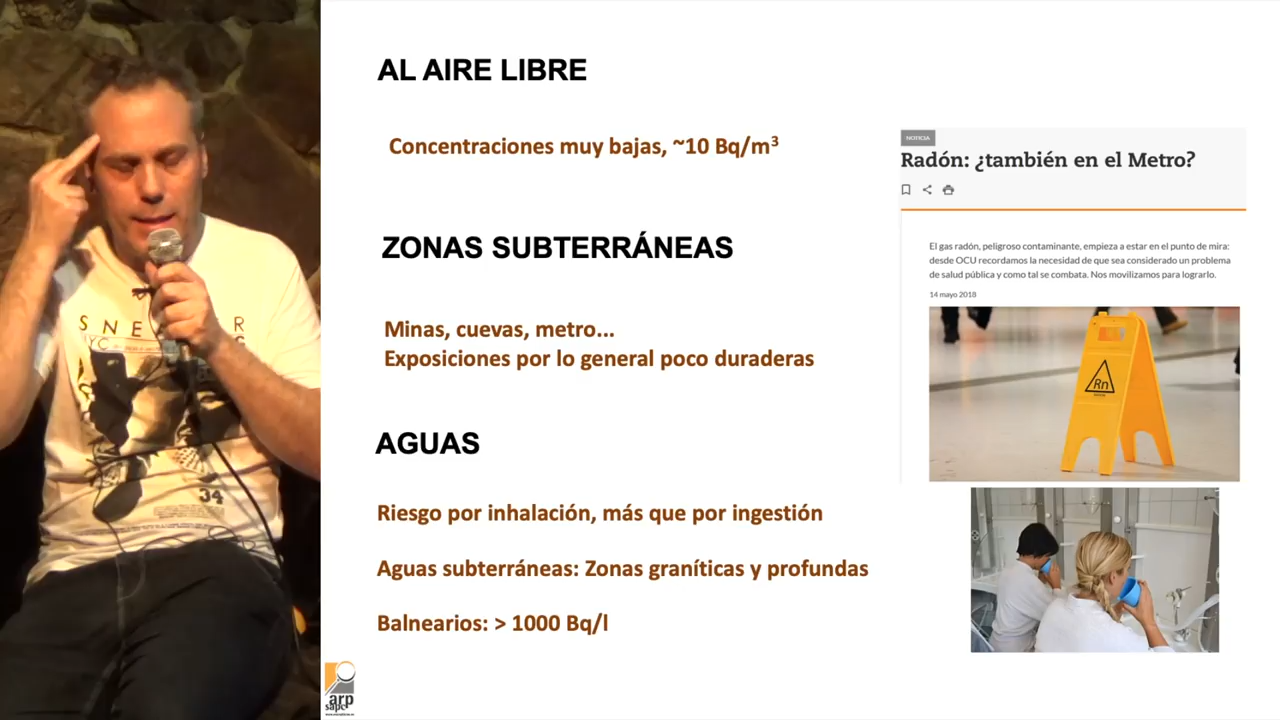 AL AIRE LIBRE
Concentraciones muy bajas, ~10 Bq/m³
ZONAS SUBTERRÁNEAS
Minas, cuevas, metro...
Exposiciones por lo general poco duraderas
AGUAS
Riesgo por inhalación, más que por ingestión
Aguas subterráneas: Zonas graníticas y profundas
Balnearios: > 1000 Bq/l
NOTICIA
Radón: ¿también en el Metro?
El gas radón, peligroso contaminante, empieza a estar en el punto de mira:
desde OCU recordamos la necesidad de que sea considerado un problema
de salud pública y como tal se combata. Nos movilizamos para lograrlo.
14 mayo 2018
Rn
34
arp
sapc